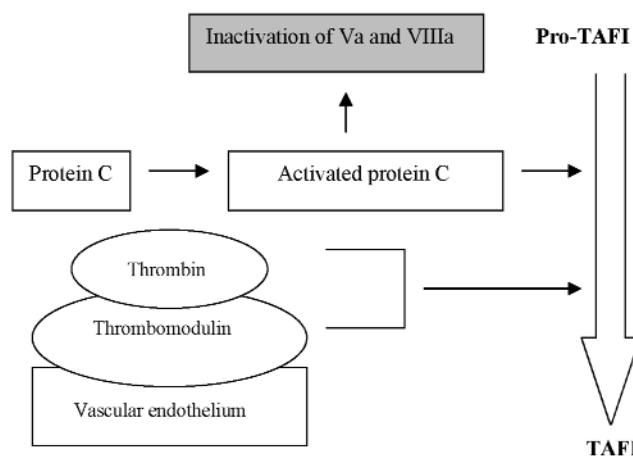 Inactivation of Va and VIIIa
Pro-TAFI
Protein C
Activated protein C
Thrombin
Thrombomodulin
Vascular endothelium
TAFI